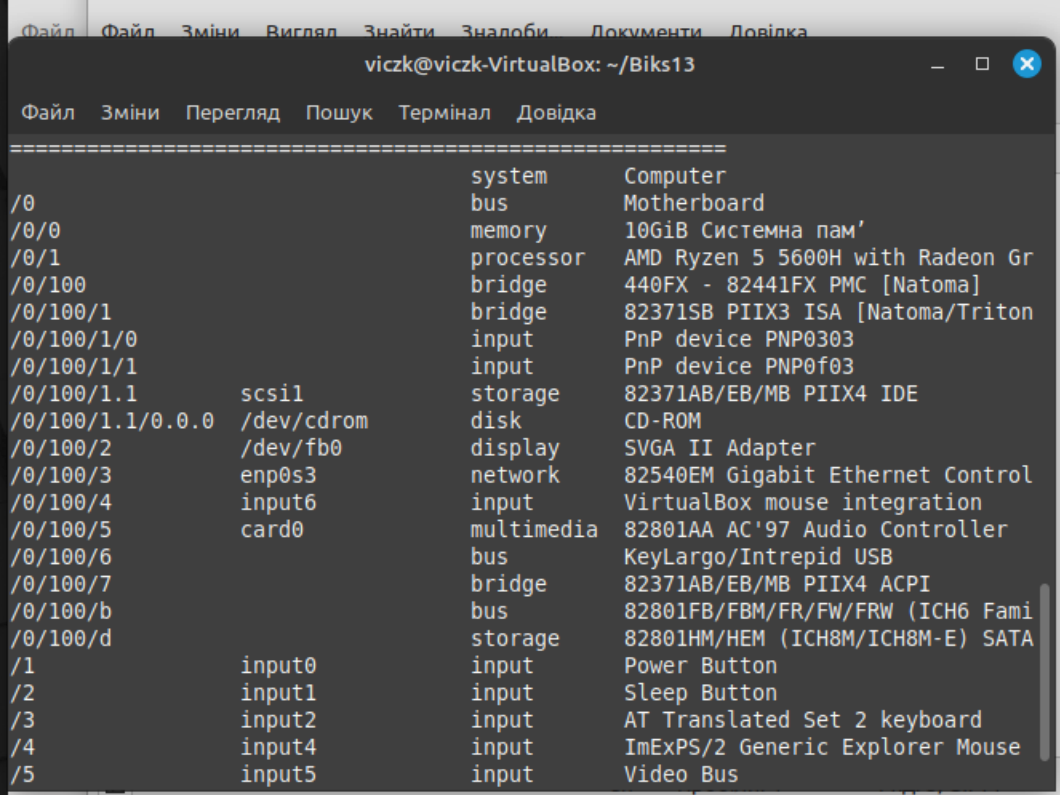 Файл Файл Зміни Вигляд Знайти Знадоби... Документи Довідка
viczk@viczk-VirtualBox: ~/Biks13
Файл Зміни Перегляд Пошук Термінал Довідка
========================================================
system Computer
/0 bus Motherboard
/0/0 memory 10GiB Системна пам’
/0/1 processor AMD Ryzen 5 5600H with Radeon Gr
/0/100 bridge 440FX - 82441FX PMC [Natoma]
/0/100/1 bridge 82371SB PIIX3 ISA [Natoma/Triton
/0/100/1/0 input PnP device PNP0303
/0/100/1/1 input PnP device PNP0f03
/0/100/1.1 scsi1 storage 82371AB/EB/MB PIIX4 IDE
/0/100/1.1/0.0.0 /dev/cdrom disk CD-ROM
/0/100/2 /dev/fb0 display SVGA II Adapter
/0/100/3 enp0s3 network 82540EM Gigabit Ethernet Control
/0/100/4 input6 input VirtualBox mouse integration
/0/100/5 card0 multimedia 82801AA AC'97 Audio Controller
/0/100/6 bus KeyLargo/Intrepid USB
/0/100/7 bridge 82371AB/EB/MB PIIX4 ACPI
/0/100/b bus 82801FB/FBM/FR/FW/FRW (ICH6 Fami
/0/100/d storage 82801HM/HEM (ICH8M/ICH8M-E) SATA
/1 input0 input Power Button
/2 input1 input Sleep Button
/3 input2 input AT Translated Set 2 keyboard
/4 input4 input ImExPS/2 Generic Explorer Mouse
/5 input5 input Video Bus